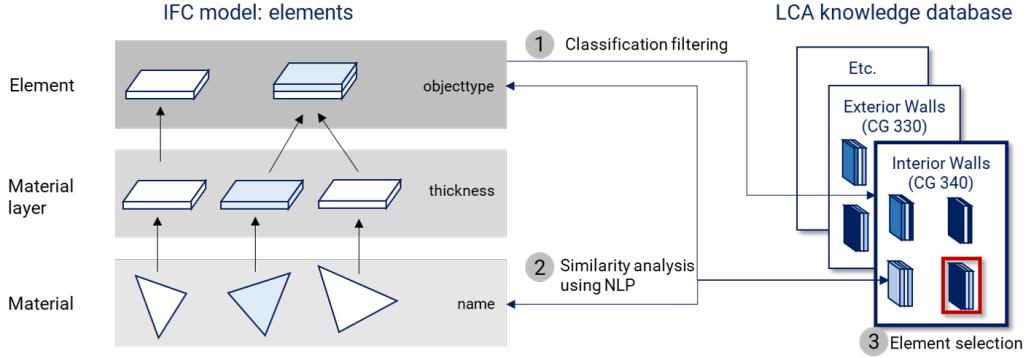 IFC model: elements
LCA knowledge database
1 Classification filtering
Element
objecttype
Etc.
Exterior Walls
(CG 330)
Interior Walls
(CG 340)
Material
layer
thickness
2 Similarity analysis
using NLP
Material
name
3 Element selection